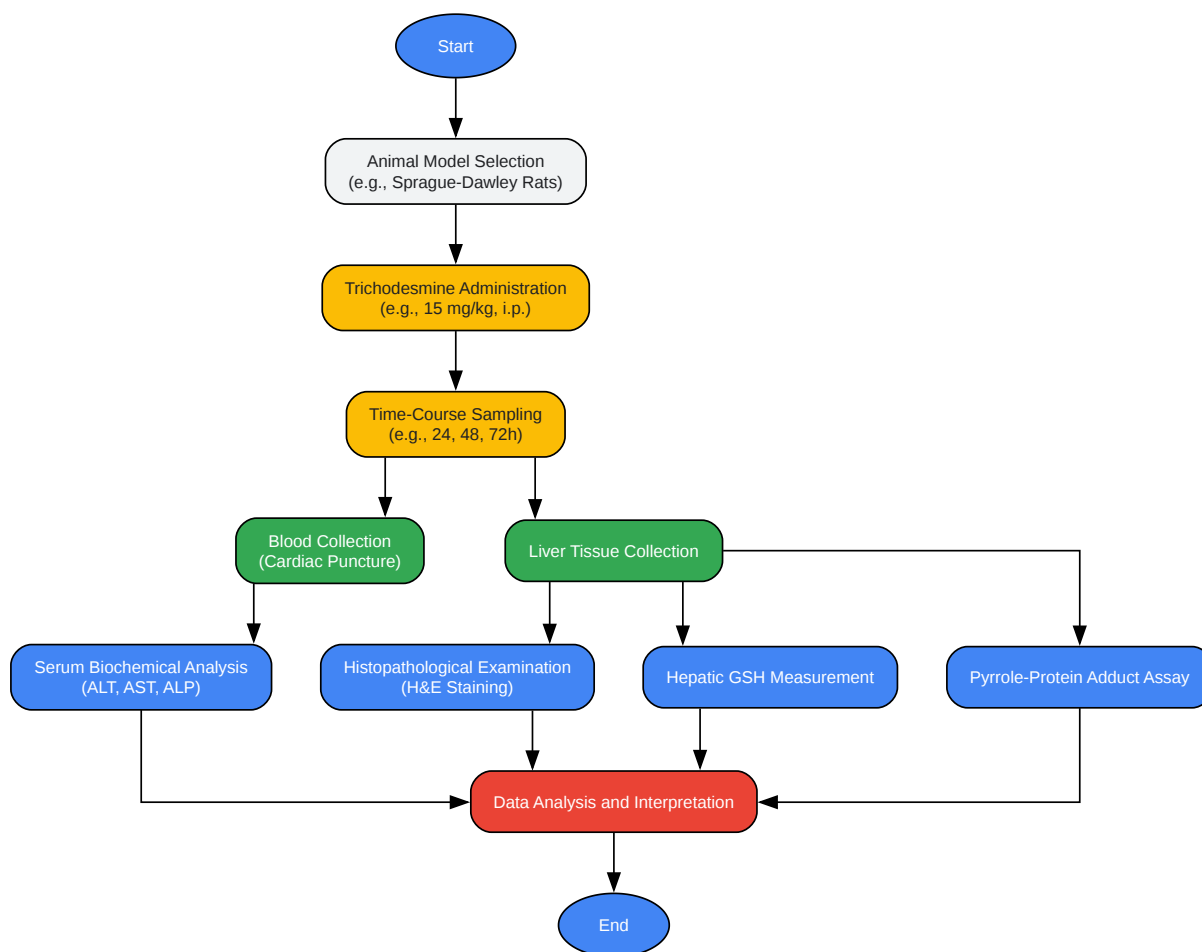 Start
Animal Model Selection
(e.g., Sprague-Dawley Rats)
Trichodesmine Administration
(e.g., 15 mg/kg, i.p.)
Time-Course Sampling
(e.g., 24, 48, 72h)
Blood Collection
(Cardiac Puncture)
Liver Tissue Collection
Serum Biochemical Analysis
(ALT, AST, ALP)
Histopathological Examination
(H&E Staining)
Hepatic GSH Measurement
Pyrrole-Protein Adduct Assay
Data Analysis and Interpretation
End